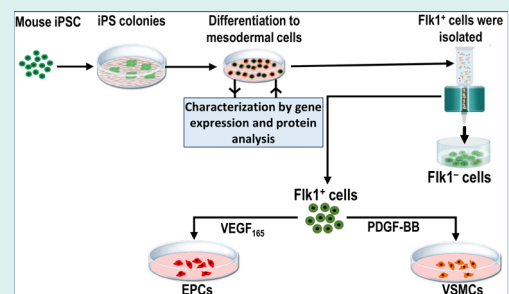 Mouse iPSC
iPS colonies
Differentiation to
mesodermal cells
Flk1⁺ cells were
isolated
Characterization by gene
expression and protein
analysis
Flk1⁻ cells
Flk1⁺ cells
VEGF₁₆₅
PDGF-BB
EPCs
VSMCs